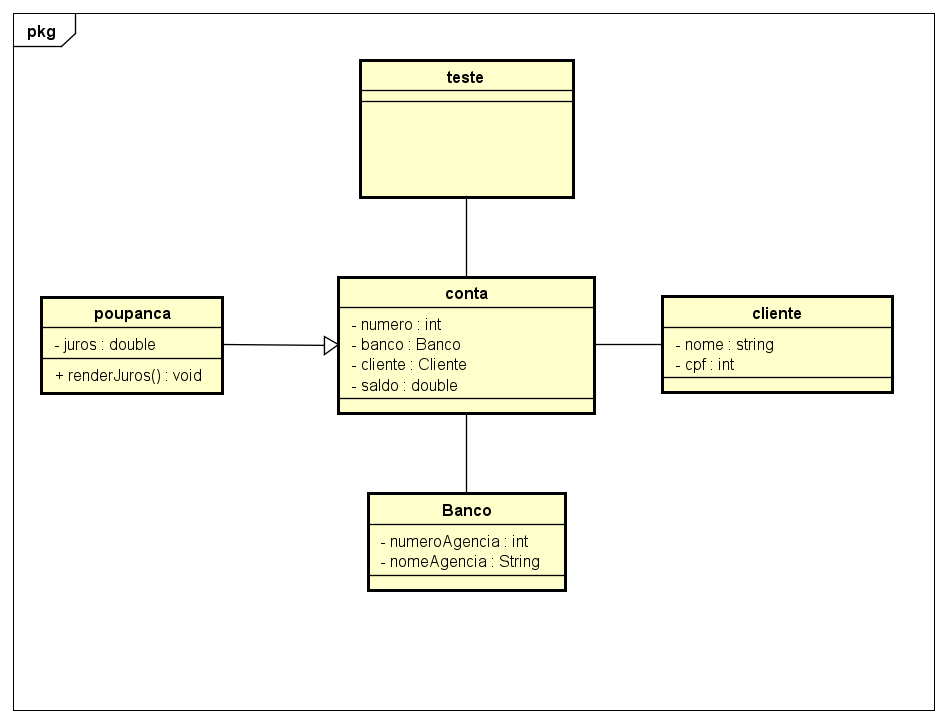 pkg
teste
conta
- numero : int
- banco : Banco
- cliente : Cliente
- saldo : double
poupanca
- juros : double
+ renderJuros() : void
cliente
- nome : string
- cpf : int
Banco
- numeroAgencia : int
- nomeAgencia : String